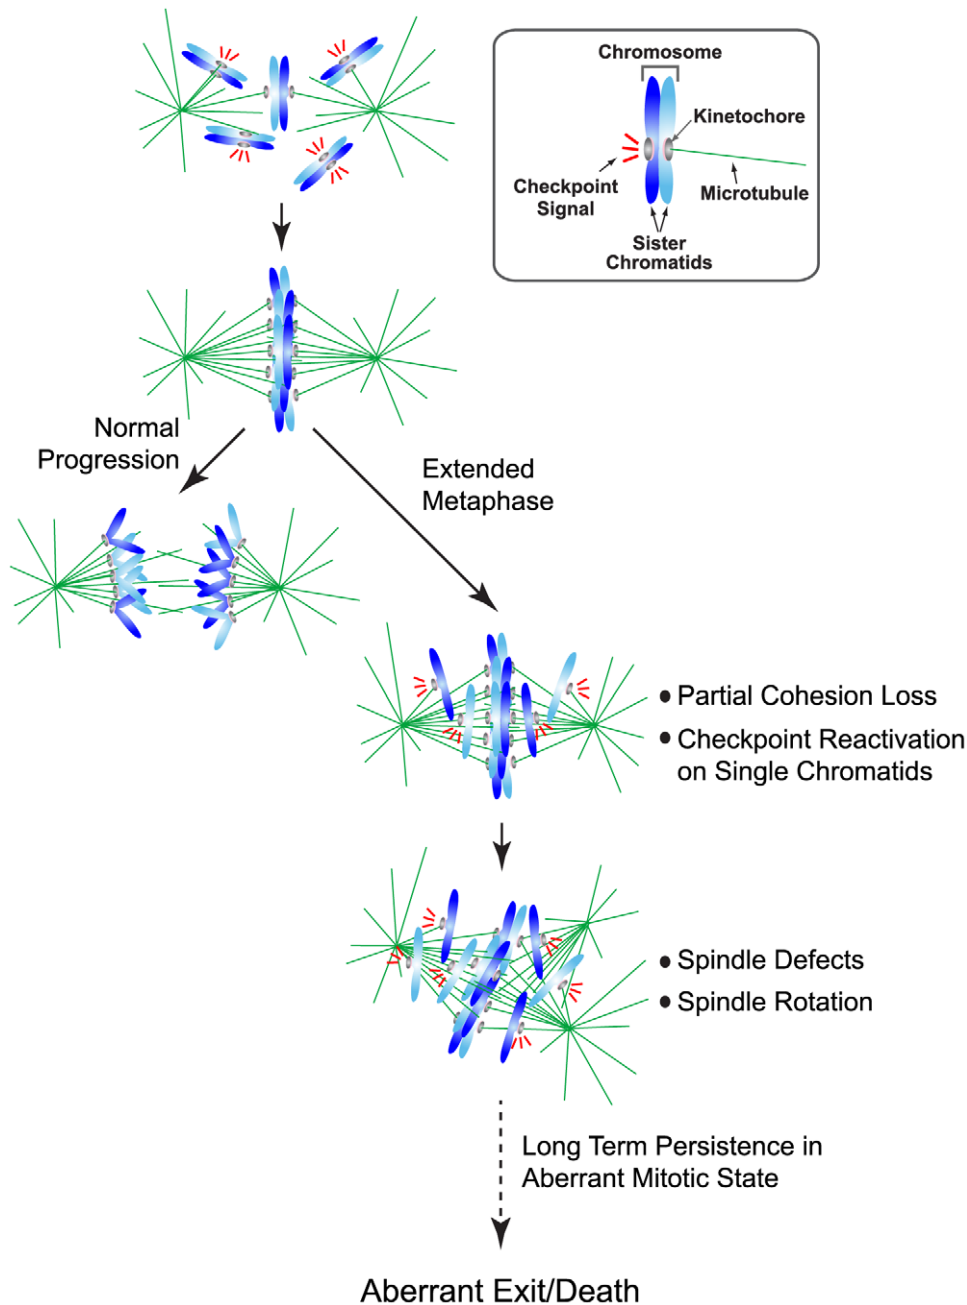 Chromosome
Kinetochore
Checkpoint
Signal
Microtubule
Sister
Chromatids
Normal
Progression
Extended
Metaphase
● Partial Cohesion Loss
● Checkpoint Reactivation
on Single Chromatids
● Spindle Defects
● Spindle Rotation
Long Term Persistence in
Aberrant Mitotic State
Aberrant Exit/Death